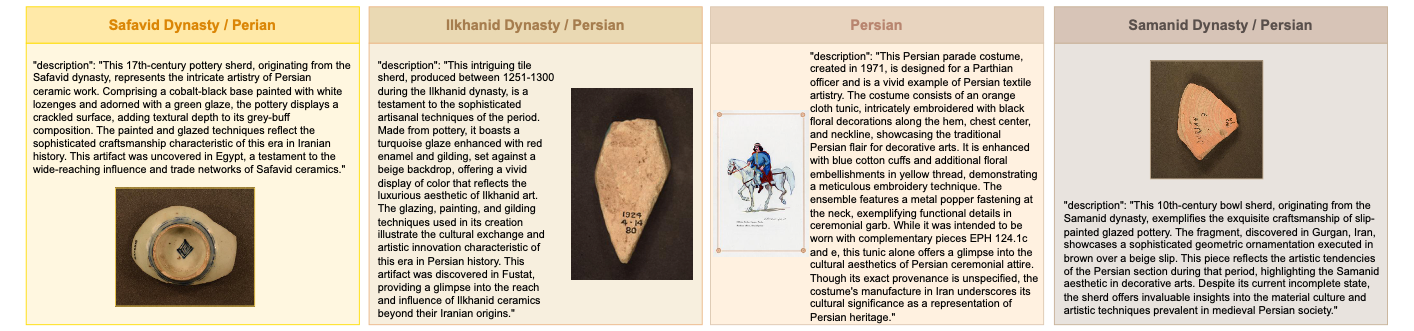 Safavid Dynasty / Perian
"description": "This 17th-century pottery sherd, originating from the
Safavid dynasty, represents the intricate artistry of Persian
ceramic work. Comprising a cobalt-black base painted with white
lozenges and adorned with a green glaze, the pottery displays a
crackled surface, adding textural depth to its grey-buff
composition. The painted and glazed techniques reflect the
sophisticated craftsmanship characteristic of this era in Iranian
history. This artifact was uncovered in Egypt, a testament to the
wide-reaching influence and trade networks of Safavid ceramics."
Ilkhanid Dynasty / Persian
"description": "This intriguing tile
sherd, produced between 1251-1300
during the Ilkhanid dynasty, is a
testament to the sophisticated
artisanal techniques of the period.
Made from pottery, it boasts a
turquoise glaze enhanced with red
enamel and gilding, set against a
beige backdrop, offering a vivid
display of color that reflects the
luxurious aesthetic of Ilkhanid art.
The glazing, painting, and gilding
techniques used in its creation
illustrate the cultural exchange and
artistic innovation characteristic of
this era in Persian history. This
artifact was discovered in Fustat,
providing a glimpse into the reach
and influence of Ilkhanid ceramics
beyond their Iranian origins."
1924
4-14
80
Persian
"description": "This Persian parade costume,
created in 1971, is designed for a Parthian
officer and is a vivid example of Persian textile
artistry. The costume consists of an orange
cloth tunic, intricately embroidered with black
floral decorations along the hem, chest center,
and neckline, showcasing the traditional
Persian flair for decorative arts. It is enhanced
with blue cotton cuffs and additional floral
embellishments in yellow thread, demonstrating
a meticulous embroidery technique. The
ensemble features a metal popper fastening at
the neck, exemplifying functional details in
ceremonial garb. While it was intended to be
worn with complementary pieces EPH 124.1c
and e, this tunic alone offers a glimpse into the
cultural aesthetics of Persian ceremonial attire.
Though its exact provenance is unspecified, the
costume's manufacture in Iran underscores its
cultural significance as a representation of
Persian heritage."
Samanid Dynasty / Persian
"description": "This 10th-century bowl sherd, originating from the
Samanid dynasty, exemplifies the exquisite craftsmanship of slip-
painted glazed pottery. The fragment, discovered in Gurgan, Iran,
showcases a sophisticated geometric ornamentation executed in
brown over a beige slip. This piece reflects the artistic tendencies
of the Persian section during that period, highlighting the Samanid
aesthetic in decorative arts. Despite its current incomplete state,
the sherd offers invaluable insights into the material culture and
artistic techniques prevalent in medieval Persian society."